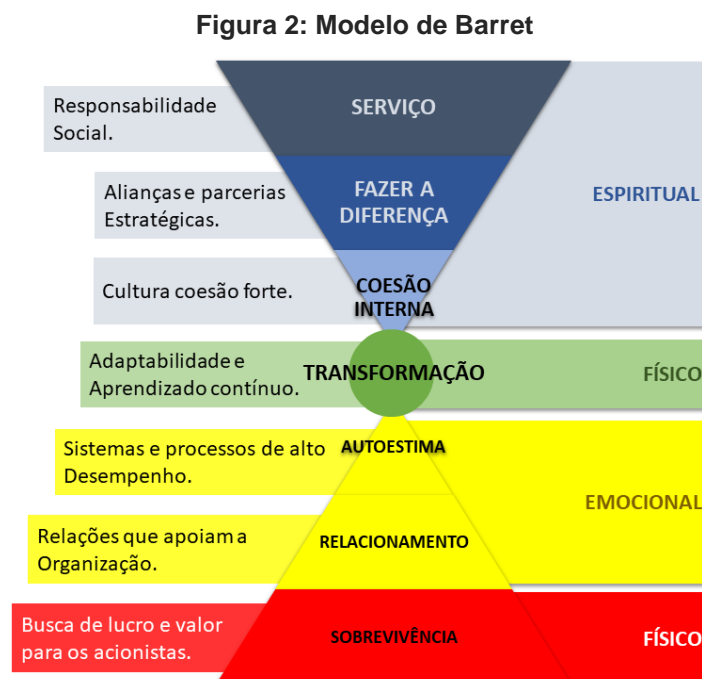 Figura 2: Modelo de Barret
Responsabilidade
Social.
SERVIÇO
Alianças e parcerias
Estratégicas.
FAZER A
DIFERENÇA
ESPIRITUAL
Cultura coesão forte.
COESÃO
INTERNA
Adaptabilidade e
Aprendizado contínuo.
TRANSFORMAÇÃO
FÍSICO
Sistemas e processos de alto
Desempenho.
AUTOESTIMA
EMOCIONAL
Relações que apoiam a
Organização.
RELACIONAMENTO
Busca de lucro e valor
para os acionistas.
SOBREVIVÊNCIA
FÍSICO